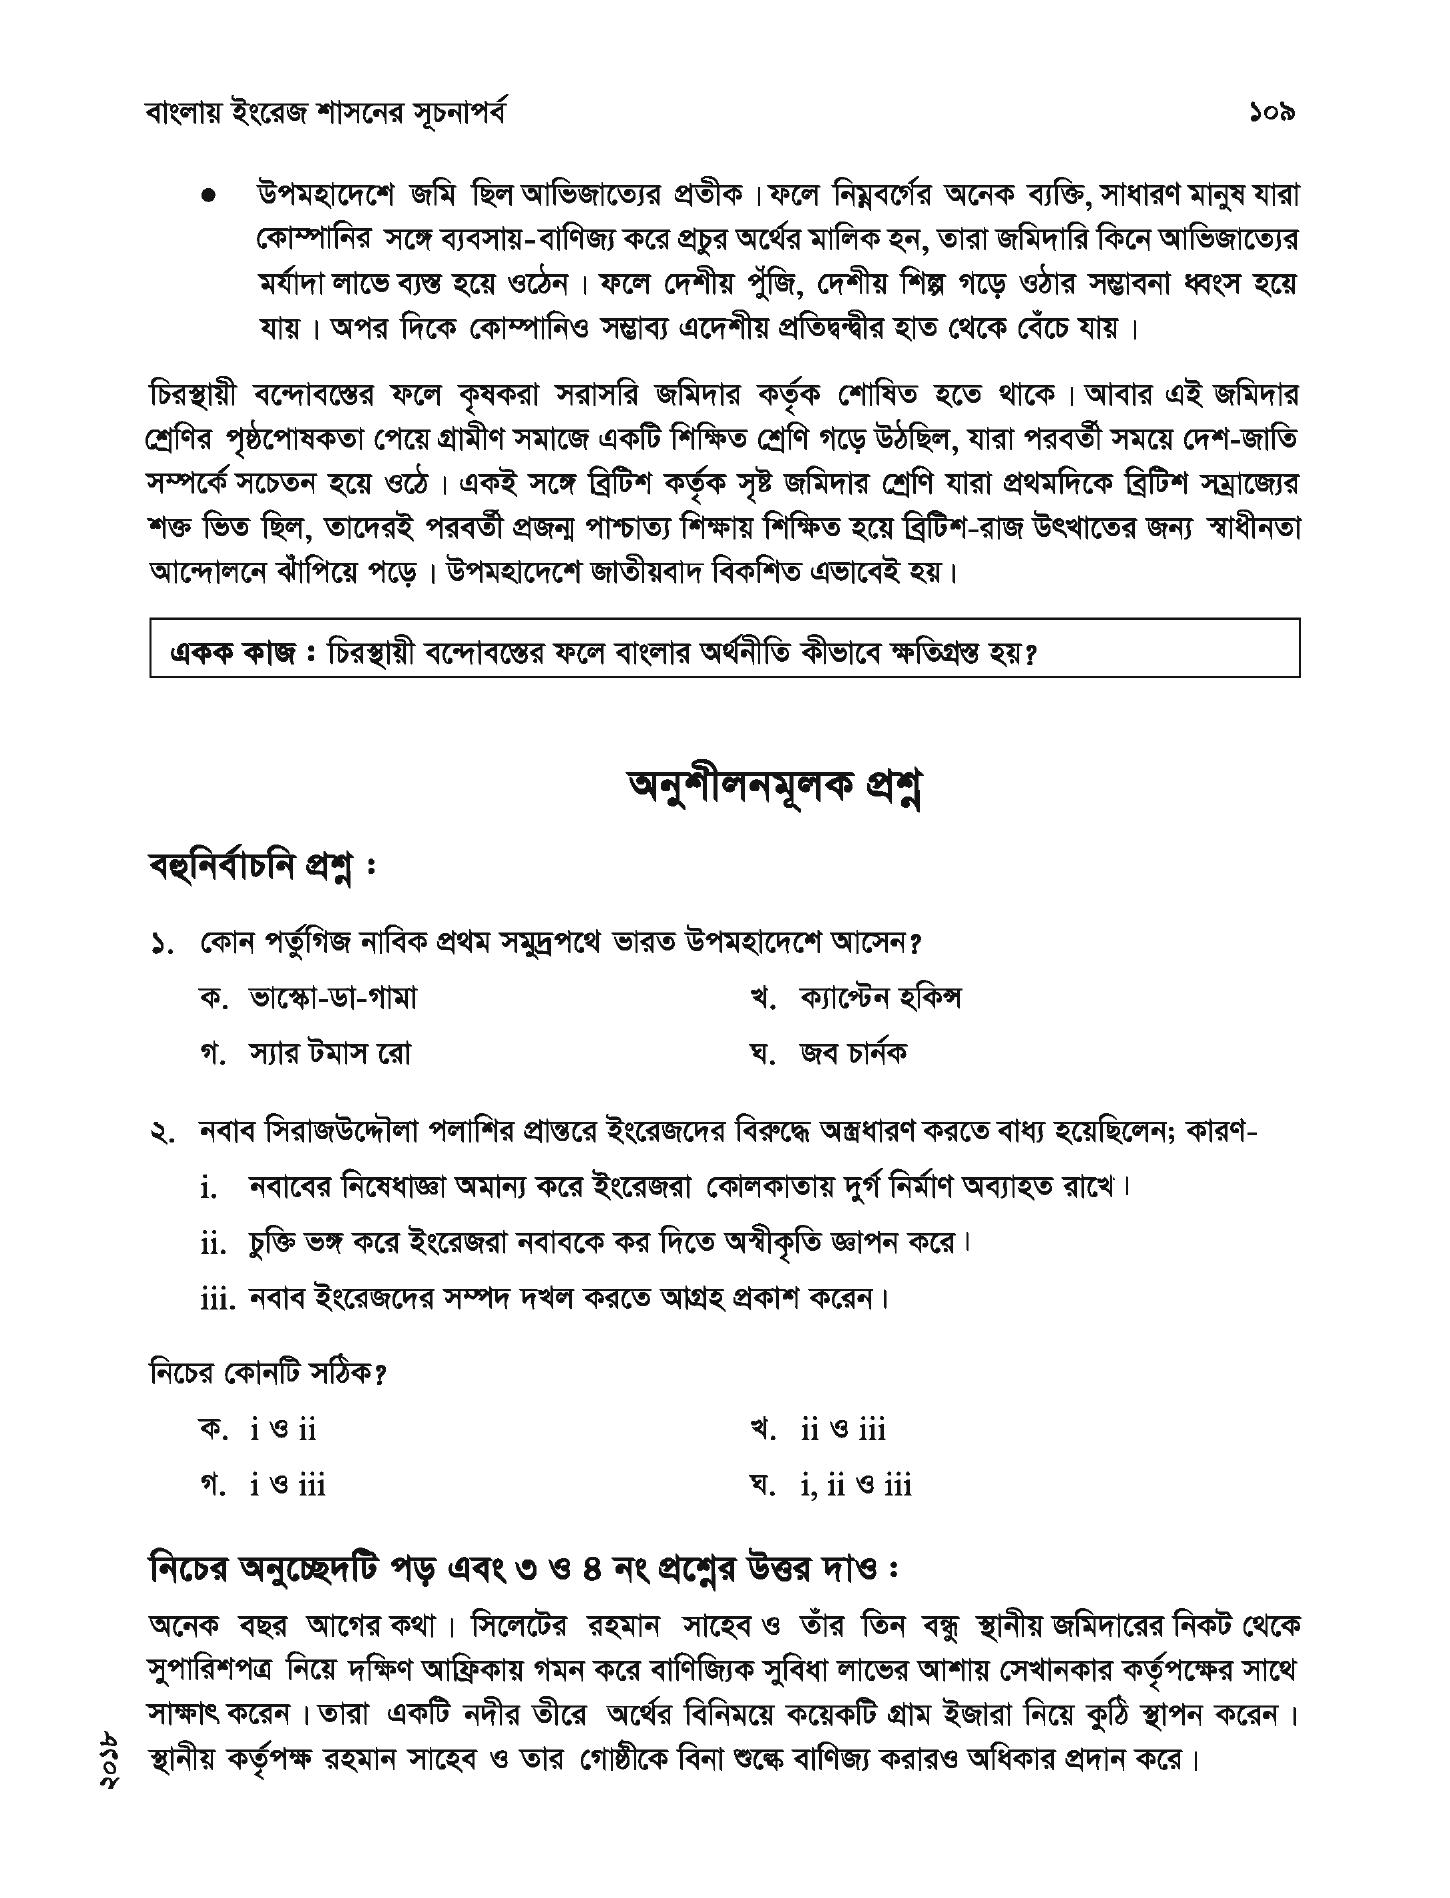 বাংলায় ইংরেজ শাসনের সূচনাপর্ব ১০৯
● উপমহাদেশে জমি ছিল আভিজাত্যের প্রতীক। ফলে নিম্নবর্গের অনেক ব্যক্তি, সাধারণ মানুষ যারা
কোম্পানির সঙ্গে ব্যবসায়-বাণিজ্য করে প্রচুর অর্থের মালিক হন, তারা জমিদারি কিনে আভিজাত্যের
মর্যাদা লাভে ব্যস্ত হয়ে ওঠেন। ফলে দেশীয় পুঁজি, দেশীয় শিল্প গড়ে ওঠার সম্ভাবনা ধ্বংস হয়ে
যায়। অপর দিকে কোম্পানিও সম্ভাব্য এদেশীয় প্রতিদ্বন্দ্বীর হাত থেকে বেঁচে যায়।
চিরস্থায়ী বন্দোবস্তের ফলে কৃষকরা সরাসরি জমিদার কর্তৃক শোষিত হতে থাকে। আবার এই জমিদার
শ্রেণির পৃষ্ঠপোষকতা পেয়ে গ্রামীণ সমাজে একটি শিক্ষিত শ্রেণি গড়ে উঠছিল, যারা পরবর্তী সময়ে দেশ-জাতি
সম্পর্কে সচেতন হয়ে ওঠে। একই সঙ্গে ব্রিটিশ কর্তৃক সৃষ্ট জমিদার শ্রেণি যারা প্রথমদিকে ব্রিটিশ সম্রাজ্যের
শক্ত ভিত ছিল, তাদেরই পরবর্তী প্রজন্ম পাশ্চাত্য শিক্ষায় শিক্ষিত হয়ে ব্রিটিশ-রাজ উৎখাতের জন্য স্বাধীনতা
আন্দোলনে ঝাঁপিয়ে পড়ে। উপমহাদেশে জাতীয়বাদ বিকশিত এভাবেই হয়।
একক কাজ : চিরস্থায়ী বন্দোবস্তের ফলে বাংলার অর্থনীতি কীভাবে ক্ষতিগ্রস্ত হয়?
অনুশীলনমূলক প্রশ্ন
বহুনির্বাচনি প্রশ্ন :
১. কোন পর্তুগিজ নাবিক প্রথম সমুদ্রপথে ভারত উপমহাদেশে আসেন?
ক. ভাস্কো-ডা-গামা খ. ক্যাপ্টেন হকিন্স
গ. স্যার টমাস রো ঘ. জব চার্নক
২. নবাব সিরাজউদ্দৌলা পলাশির প্রান্তরে ইংরেজদের বিরুদ্ধে অস্ত্রধারণ করতে বাধ্য হয়েছিলেন; কারণ-
i. নবাবের নিষেধাজ্ঞা অমান্য করে ইংরেজরা কোলকাতায় দুর্গ নির্মাণ অব্যাহত রাখে।
ii. চুক্তি ভঙ্গ করে ইংরেজরা নবাবকে কর দিতে অস্বীকৃতি জ্ঞাপন করে।
iii. নবাব ইংরেজদের সম্পদ দখল করতে আগ্রহ প্রকাশ করেন।
নিচের কোনটি সঠিক?
ক. i ও ii খ. ii ও iii
গ. i ও iii ঘ. i, ii ও iii
নিচের অনুচ্ছেদটি পড় এবং ৩ ও ৪ নং প্রশ্নের উত্তর দাও :
অনেক বছর আগের কথা। সিলেটের রহমান সাহেব ও তাঁর তিন বন্ধু স্থানীয় জমিদারের নিকট থেকে
সুপারিশপত্র নিয়ে দক্ষিণ আফ্রিকায় গমন করে বাণিজ্যিক সুবিধা লাভের আশায় সেখানকার কর্তৃপক্ষের সাথে
সাক্ষাৎ করেন। তারা একটি নদীর তীরে অর্থের বিনিময়ে কয়েকটি গ্রাম ইজারা নিয়ে কুঠি স্থাপন করেন।
স্থানীয় কর্তৃপক্ষ রহমান সাহেব ও তার গোষ্ঠীকে বিনা শুল্কে বাণিজ্য করারও অধিকার প্রদান করে।
২০১৮